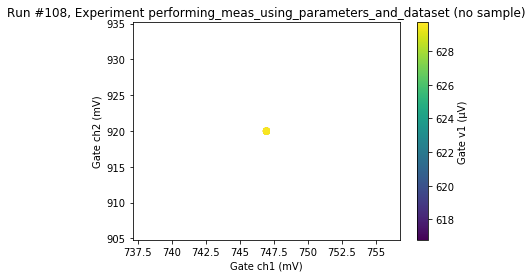 Run #108, Experiment performing_meas_using_parameters_and_dataset (no sample)
935
930
925
920
915
910
905
Gate ch2 (mV)
737.5 740 742.5 745 747.5 750 752.5 755
Gate ch1 (mV)
628
626
624
622
620
618
Gate v1 (μV)